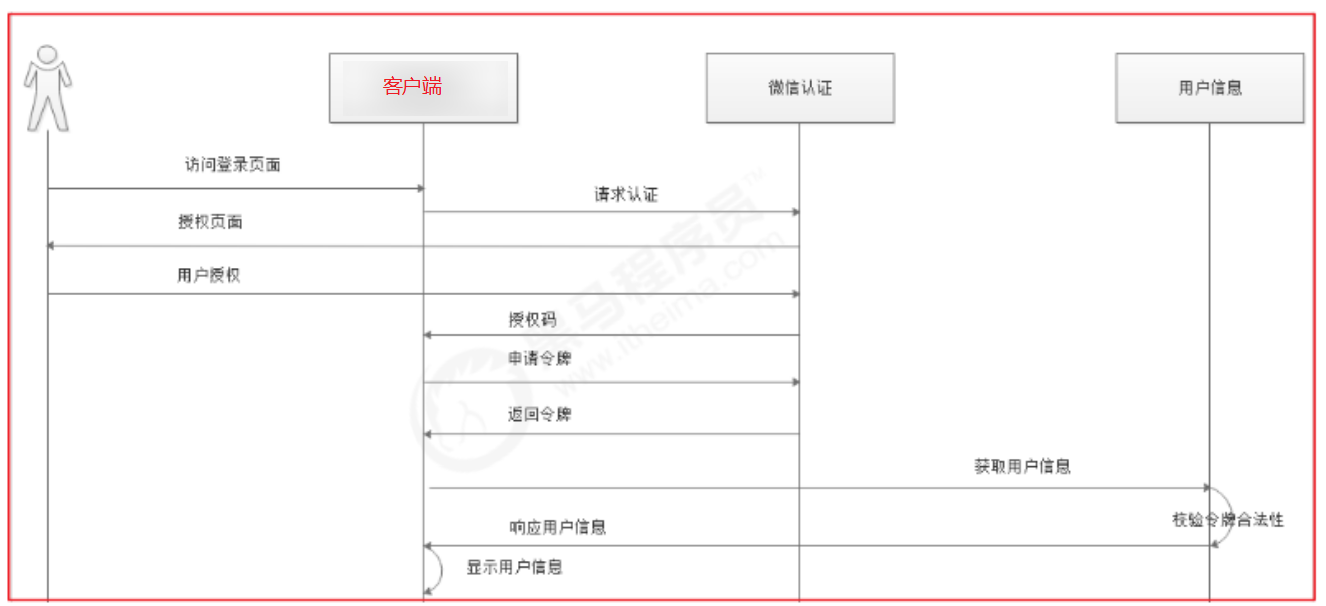 客户端
微信认证
用户信息
访问登录页面
请求认证
授权页面
用户授权
授权码
申请令牌
返回令牌
获取用户信息
校验令牌合法性
响应用户信息
显示用户信息
黑马程序员™
www.itheima.com